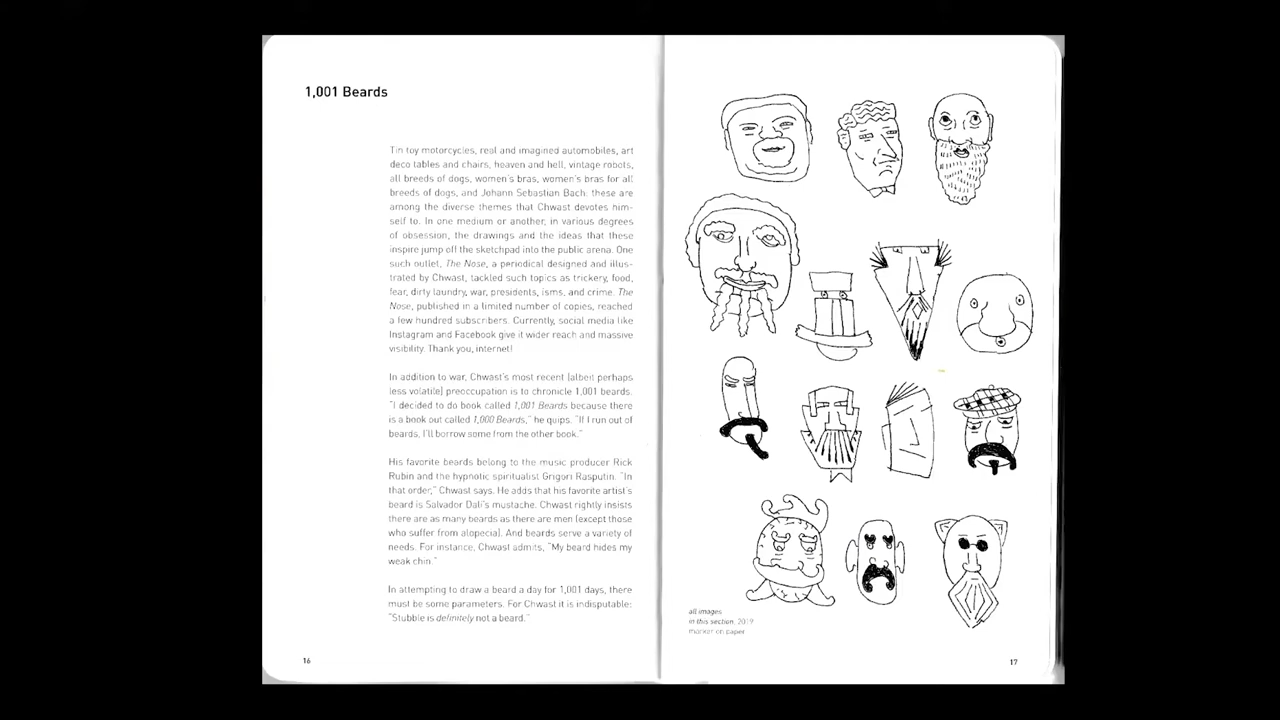 1,001 Beards
Tin toy motorcycles, real and imagined automobiles, art
deco tables and chairs, heaven and hell, vintage robots,
all breeds of dogs, women's bras, women's bras for all
breeds of dogs, and Johann Sebastian Bach: these are
among the diverse themes that Chwast devotes him-
self to. In one medium or another, in various degrees
of obsession, the drawings and the ideas that these
inspire jump off the sketchpad into the public arena. One
such outlet, The Nose, a periodical designed and illus-
trated by Chwast, tackled such topics as trickery, food,
fear, dirty laundry, war, presidents, isms, and crime. The
Nose, published in a limited number of copies, reached
a few hundred subscribers. Currently, social media like
Instagram and Facebook give it wider reach and massive
visibility. Thank you, internet!
In addition to war, Chwast's most recent (albeit perhaps
less volatile) preoccupation is to chronicle 1,001 beards.
"I decided to do book called 1,001 Beards because there
is a book out called 1,000 Beards," he quips. "If I run out of
beards, I'll borrow some from the other book."
His favorite beards belong to the music producer Rick
Rubin and the hypnotic spiritualist Grigori Rasputin. "In
that order," Chwast says. He adds that his favorite artist's
beard is Salvador Dalí's mustache. Chwast rightly insists
there are as many beards as there are men (except those
who suffer from alopecia). And beards serve a variety of
needs. For instance, Chwast admits, "My beard hides my
weak chin."
In attempting to draw a beard a day for 1,001 days, there
must be some parameters. For Chwast it is indisputable:
"Stubble is definitely not a beard."
16
all images
in this section, 2019
marker on paper
17